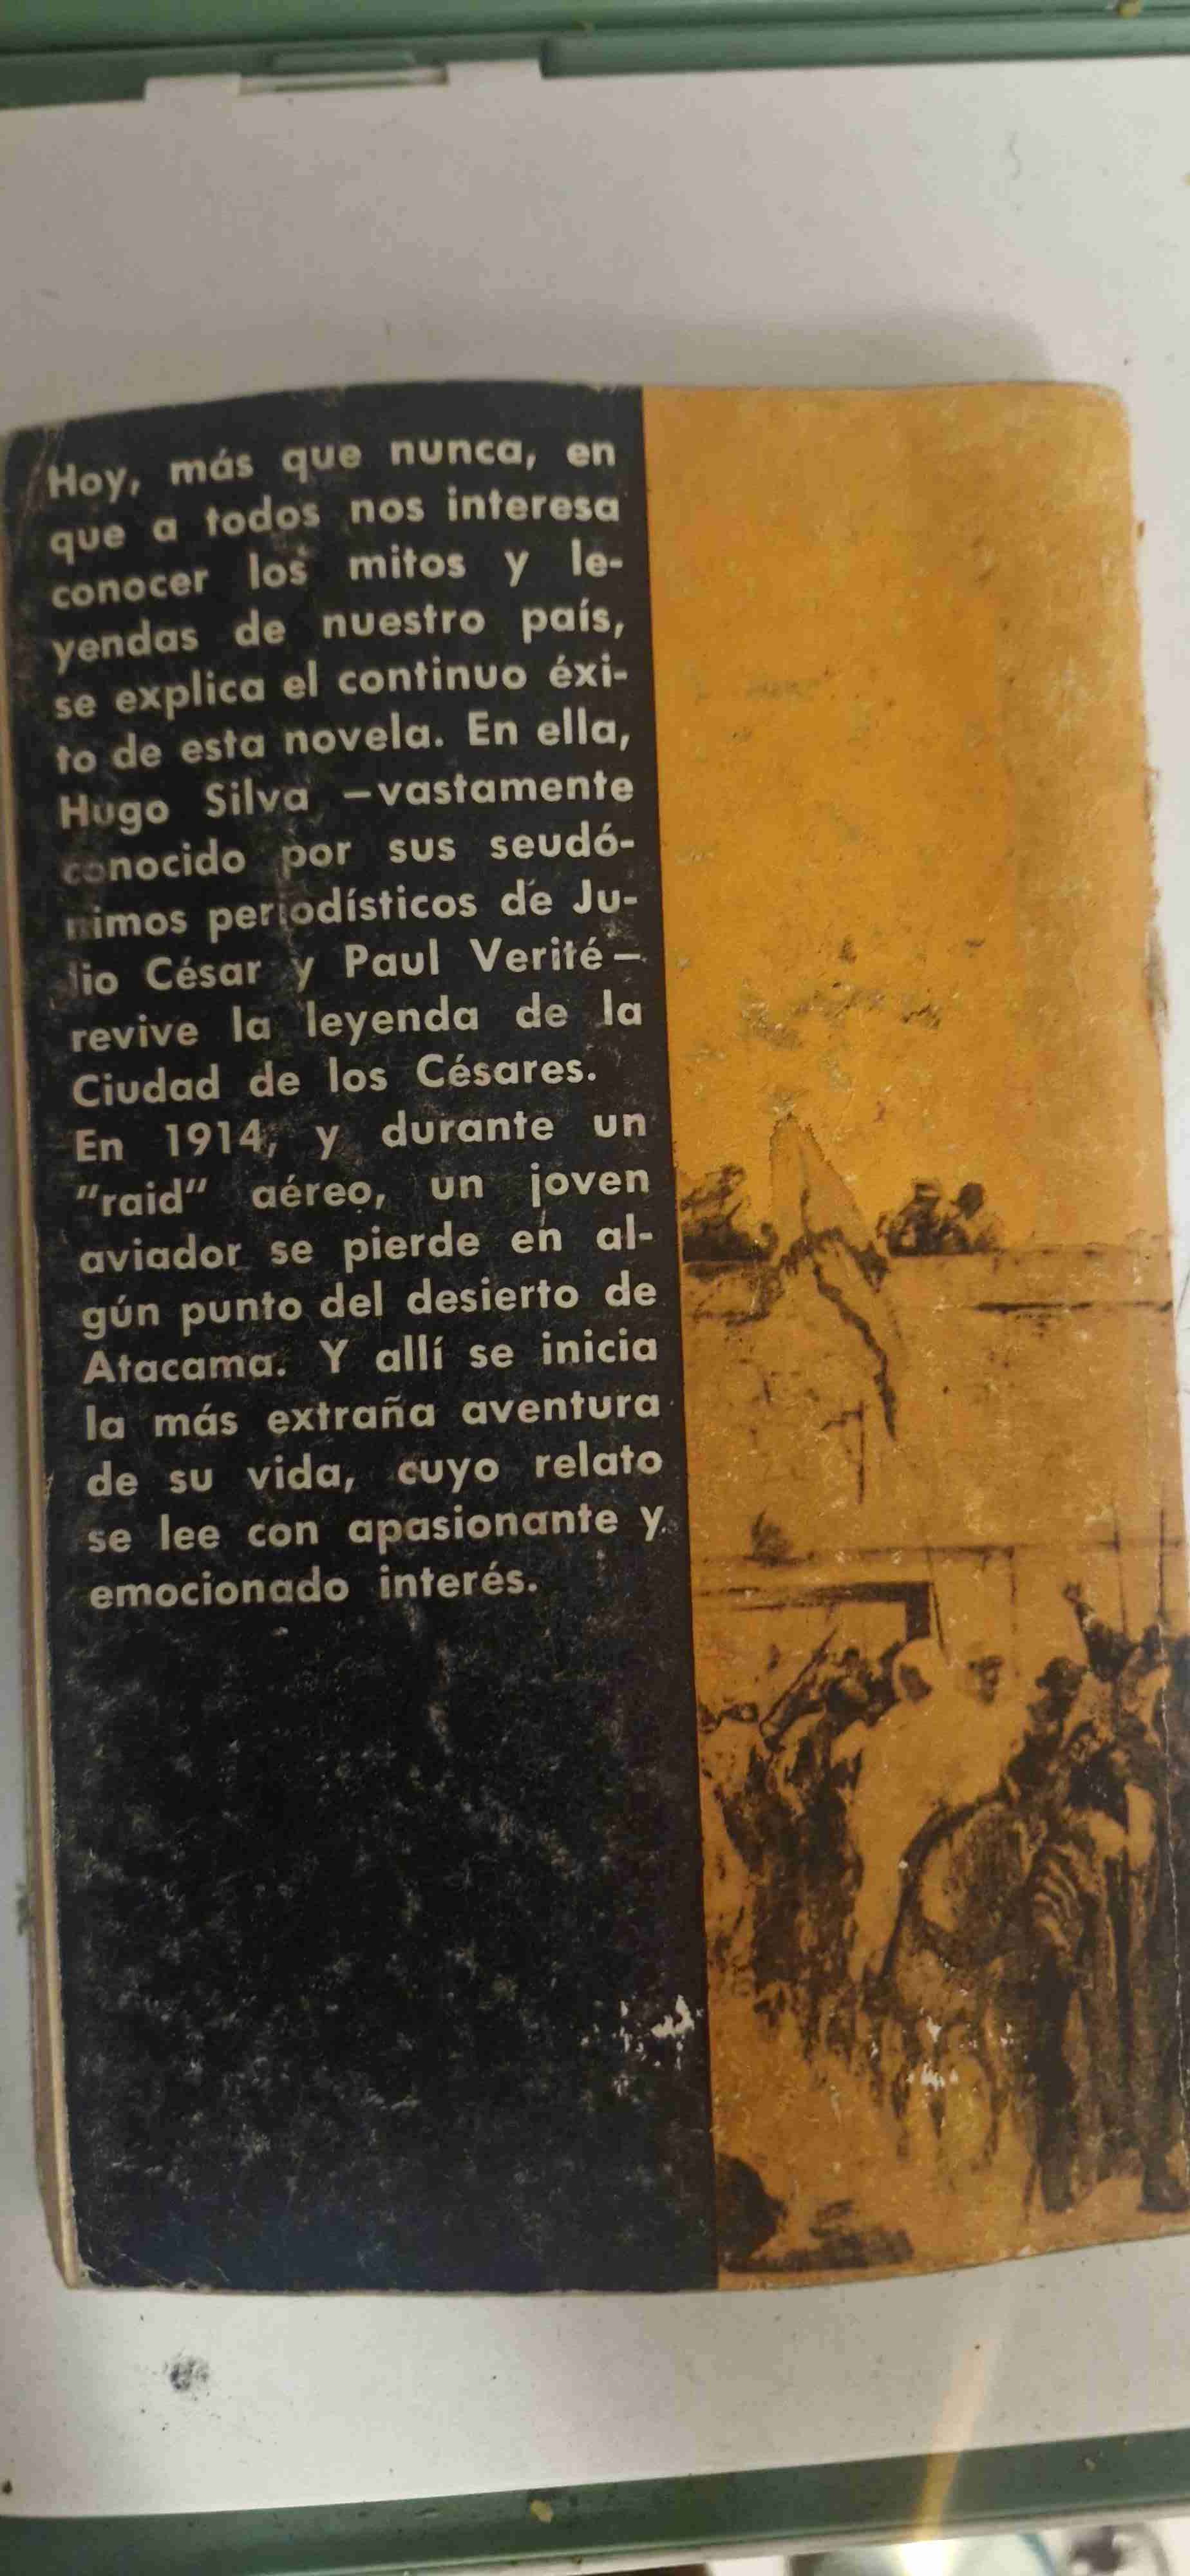 Hoy, más que nunca, en
que a todos nos interesa
conocer los mitos y le-
yendas de nuestro país,
se explica el continuo éxi-
to de esta novela. En ella,
Hugo Silva —vastamente
conocido por sus seudó-
nimos periodísticos de Ju-
lio César y Paul Verité—
revive la leyenda de la
Ciudad de los Césares.
En 1914, y durante un
"raid" aéreo, un joven
aviador se pierde en al-
gún punto del desierto de
Atacama. Y allí se inicia
la más extraña aventura
de su vida, cuyo relato
se lee con apasionante y
emocionado interés.